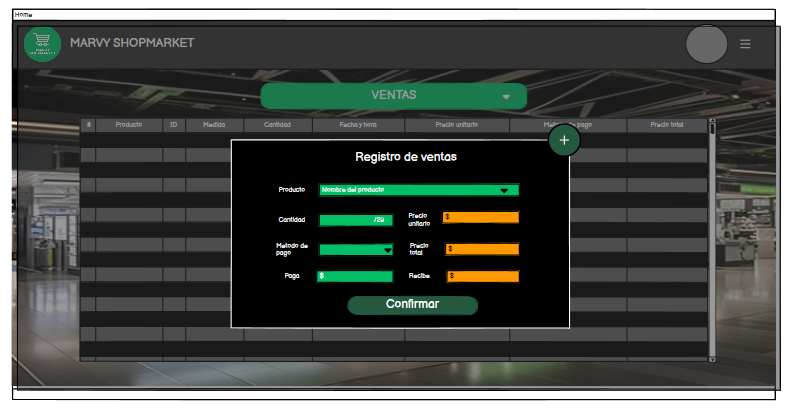 Home
MARVY SHOPMARKET
VENTAS
# Producto ID Medida Cantidad Fecha y hora Precio unitario Metodo de pago Precio total
+
Registro de ventas
Producto Nombre del producto
Cantidad /20 Precio unitario $
Metodo de pago Precio total $
Paga $ Recibe $
Confirmar